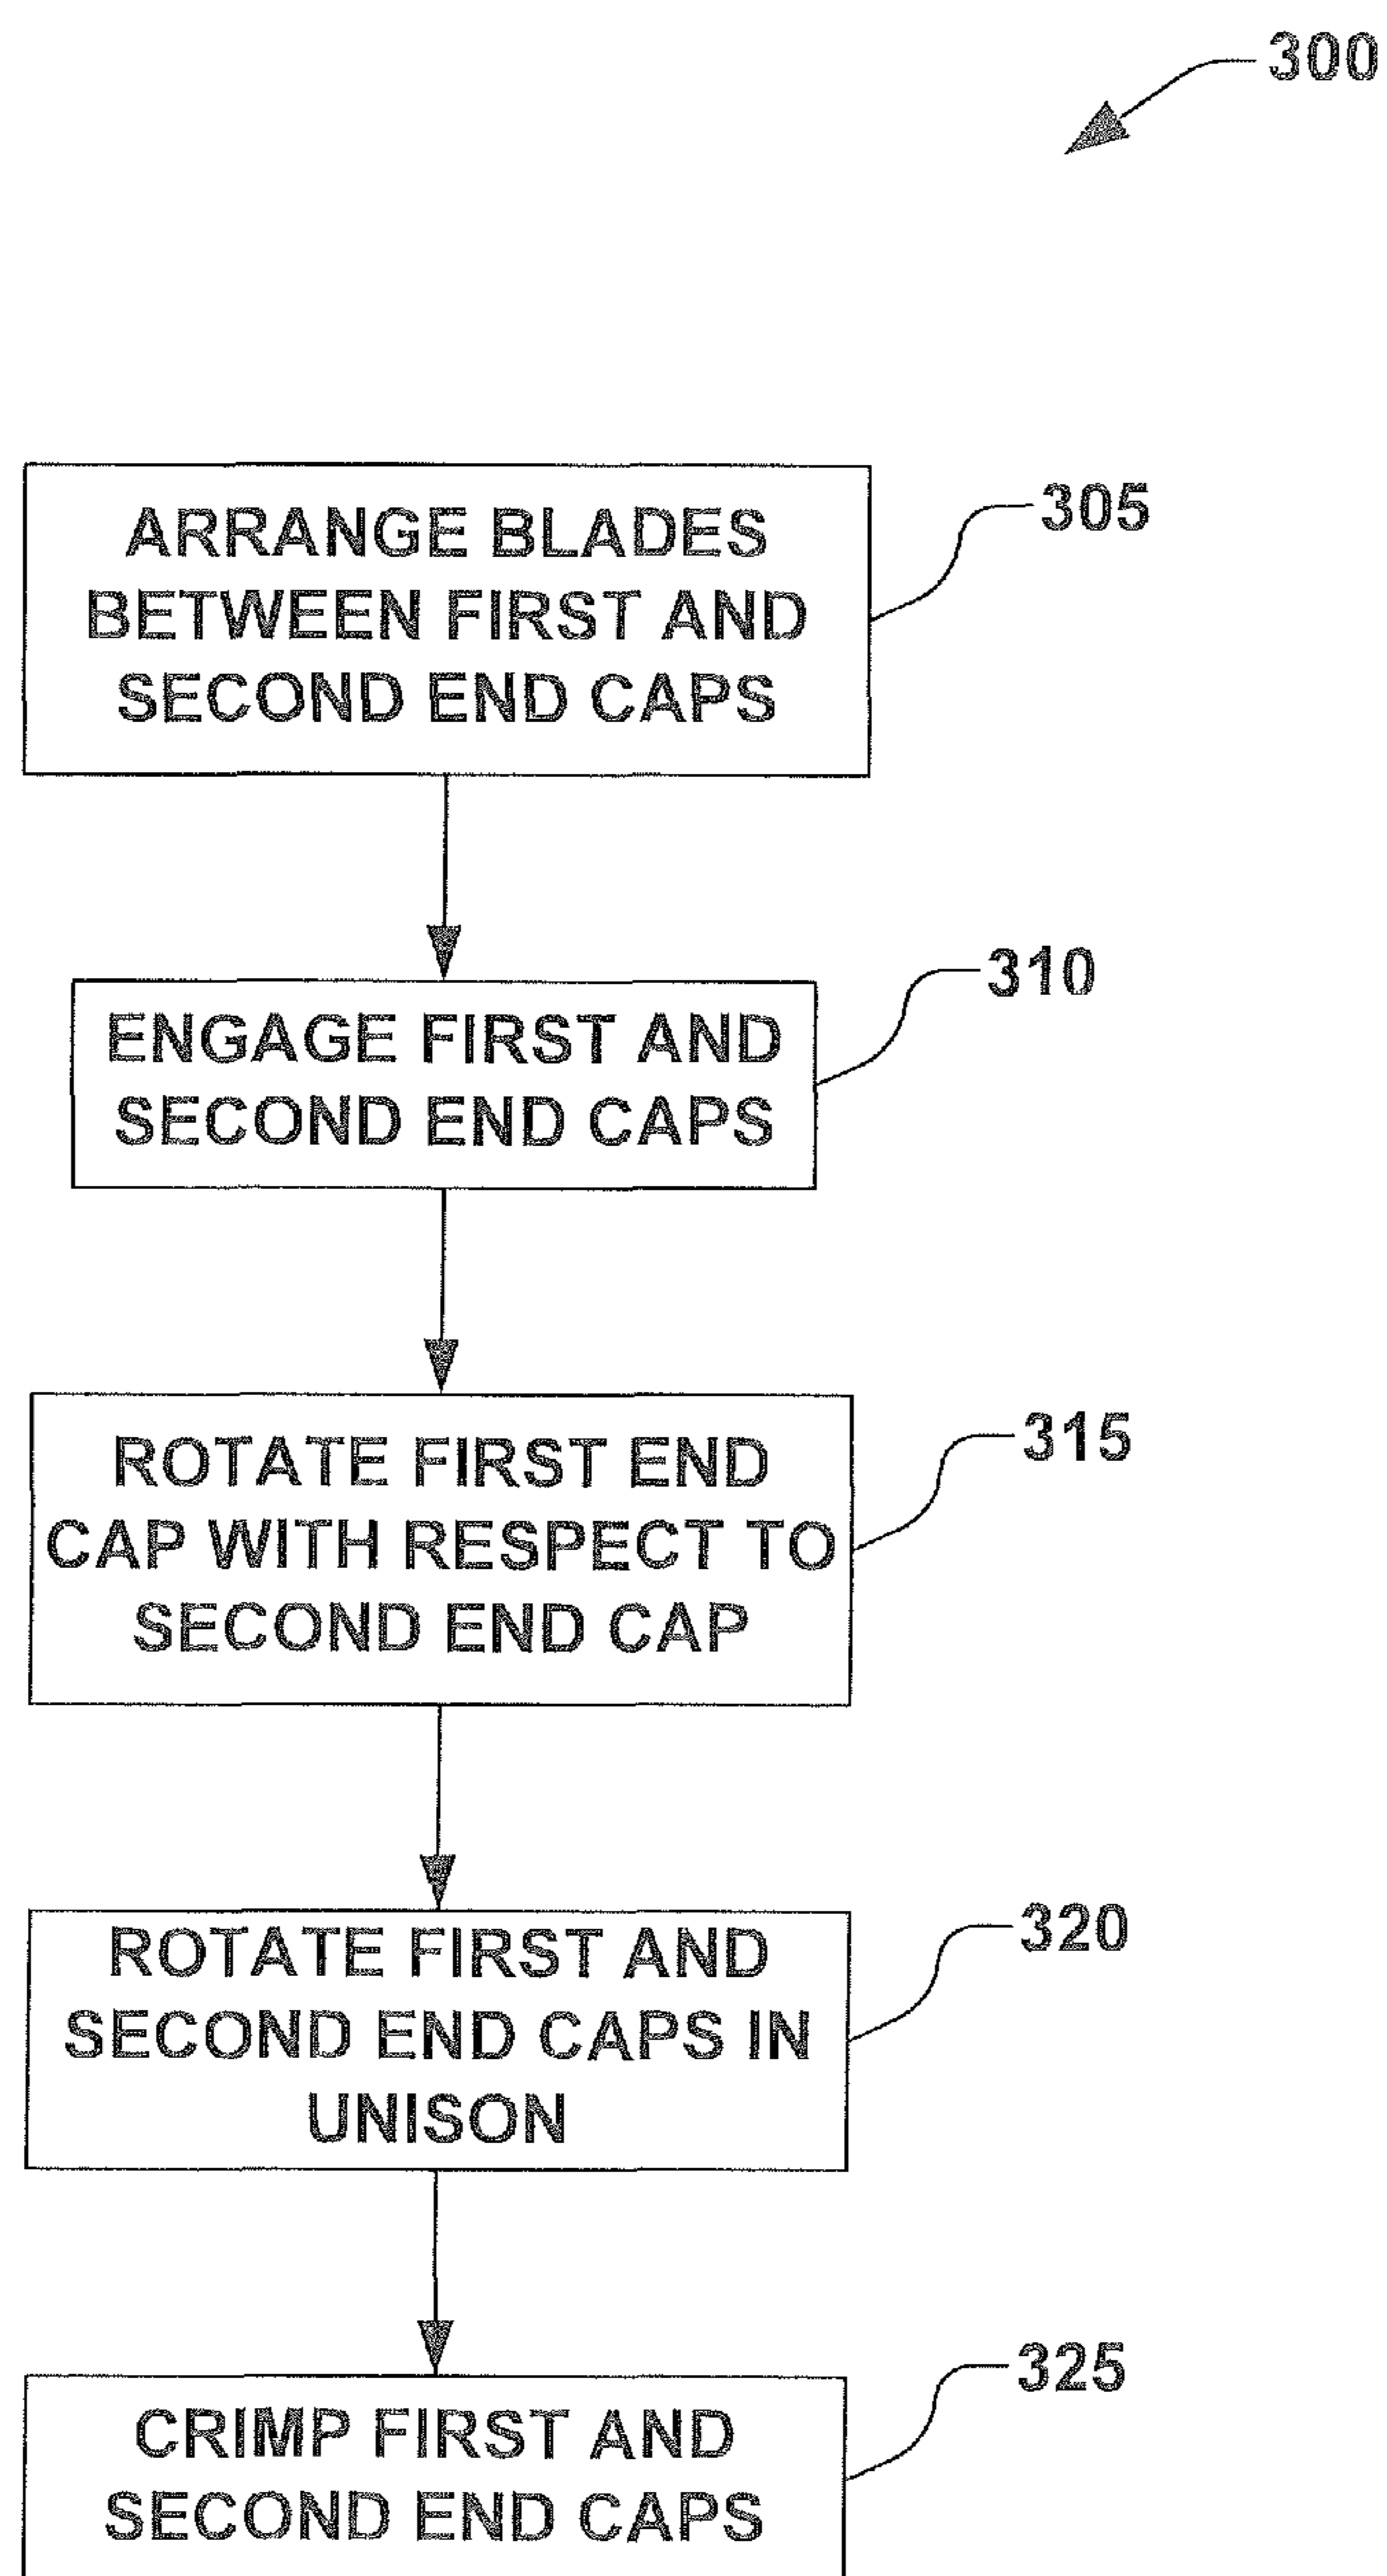 300
ARRANGE BLADES
BETWEEN FIRST AND
SECOND END CAPS
305
ENGAGE FIRST AND
SECOND END CAPS
310
ROTATE FIRST END
CAP WITH RESPECT TO
SECOND END CAP
315
ROTATE FIRST AND
SECOND END CAPS IN
UNISON
320
CRIMP FIRST AND
SECOND END CAPS
325